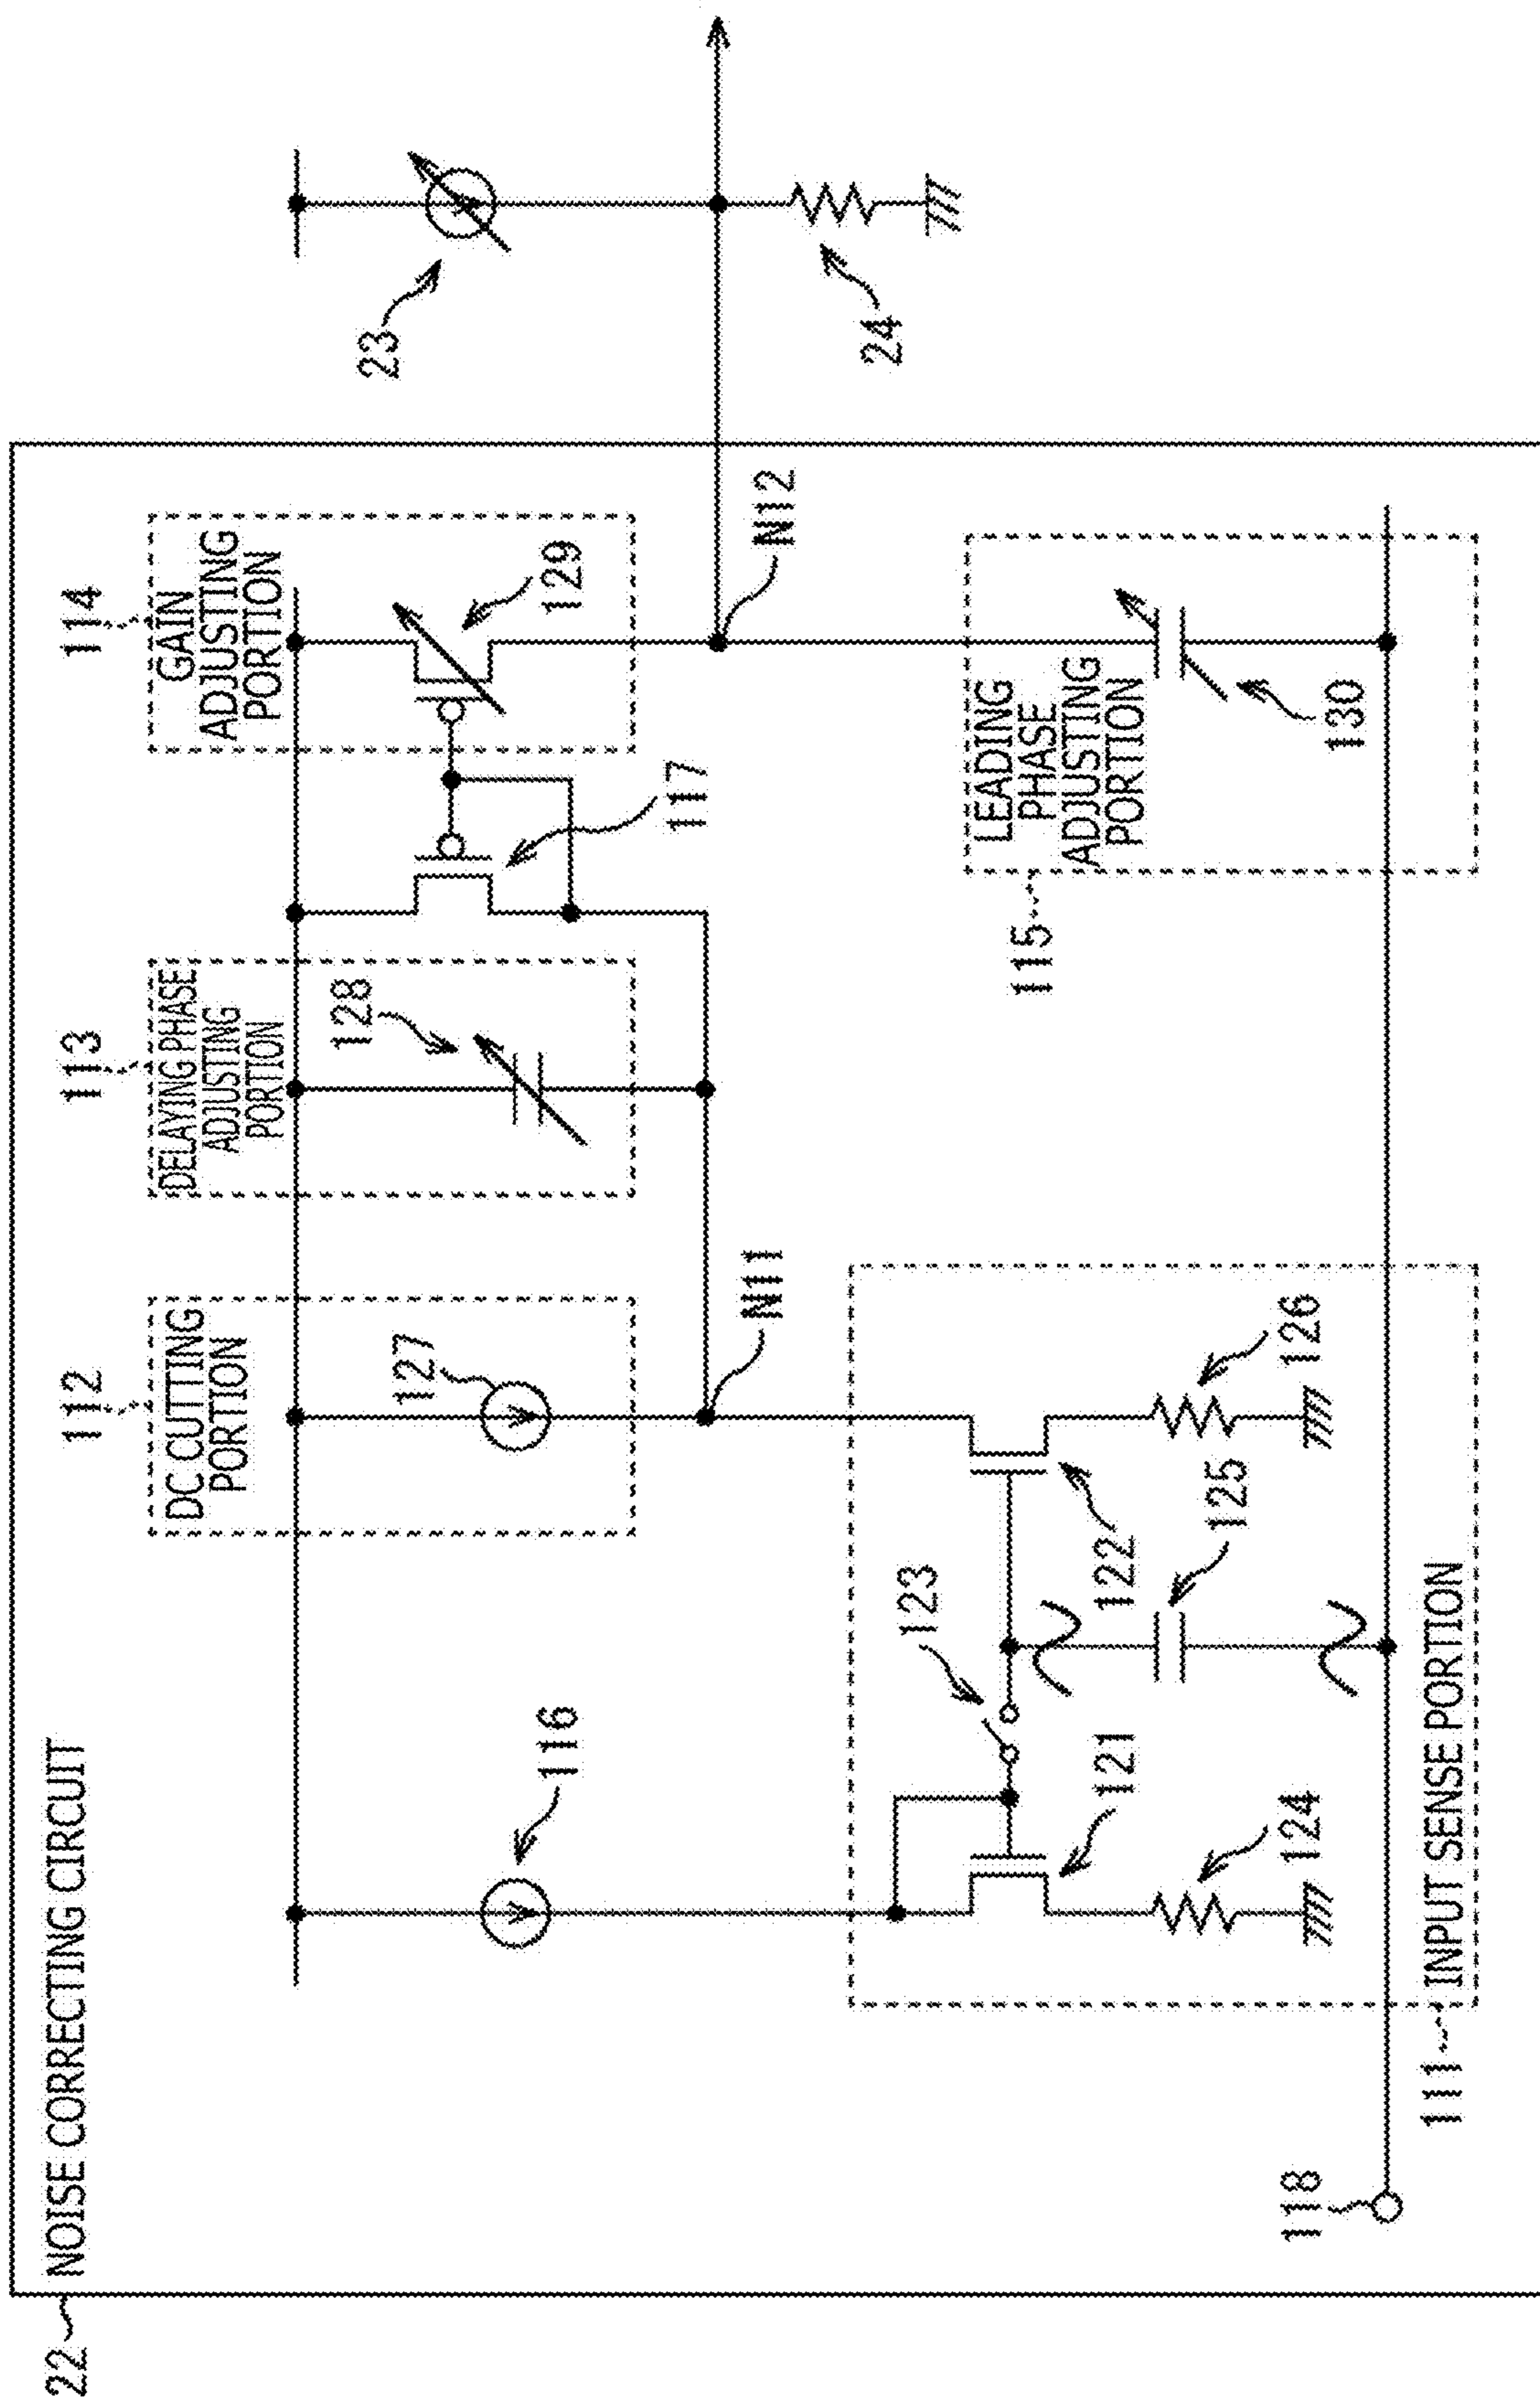 22
NOISE CORRECTING CIRCUIT
112
DC CUTTING
PORTION
127
113
DELAYING PHASE
ADJUSTING
PORTION
128
114
GAIN
ADJUSTING
PORTION
129
116
117
23
N11
N12
24
123
121
122
125
124
126
115
LEADING
PHASE
ADJUSTING
PORTION
130
118
111
INPUT SENSE PORTION